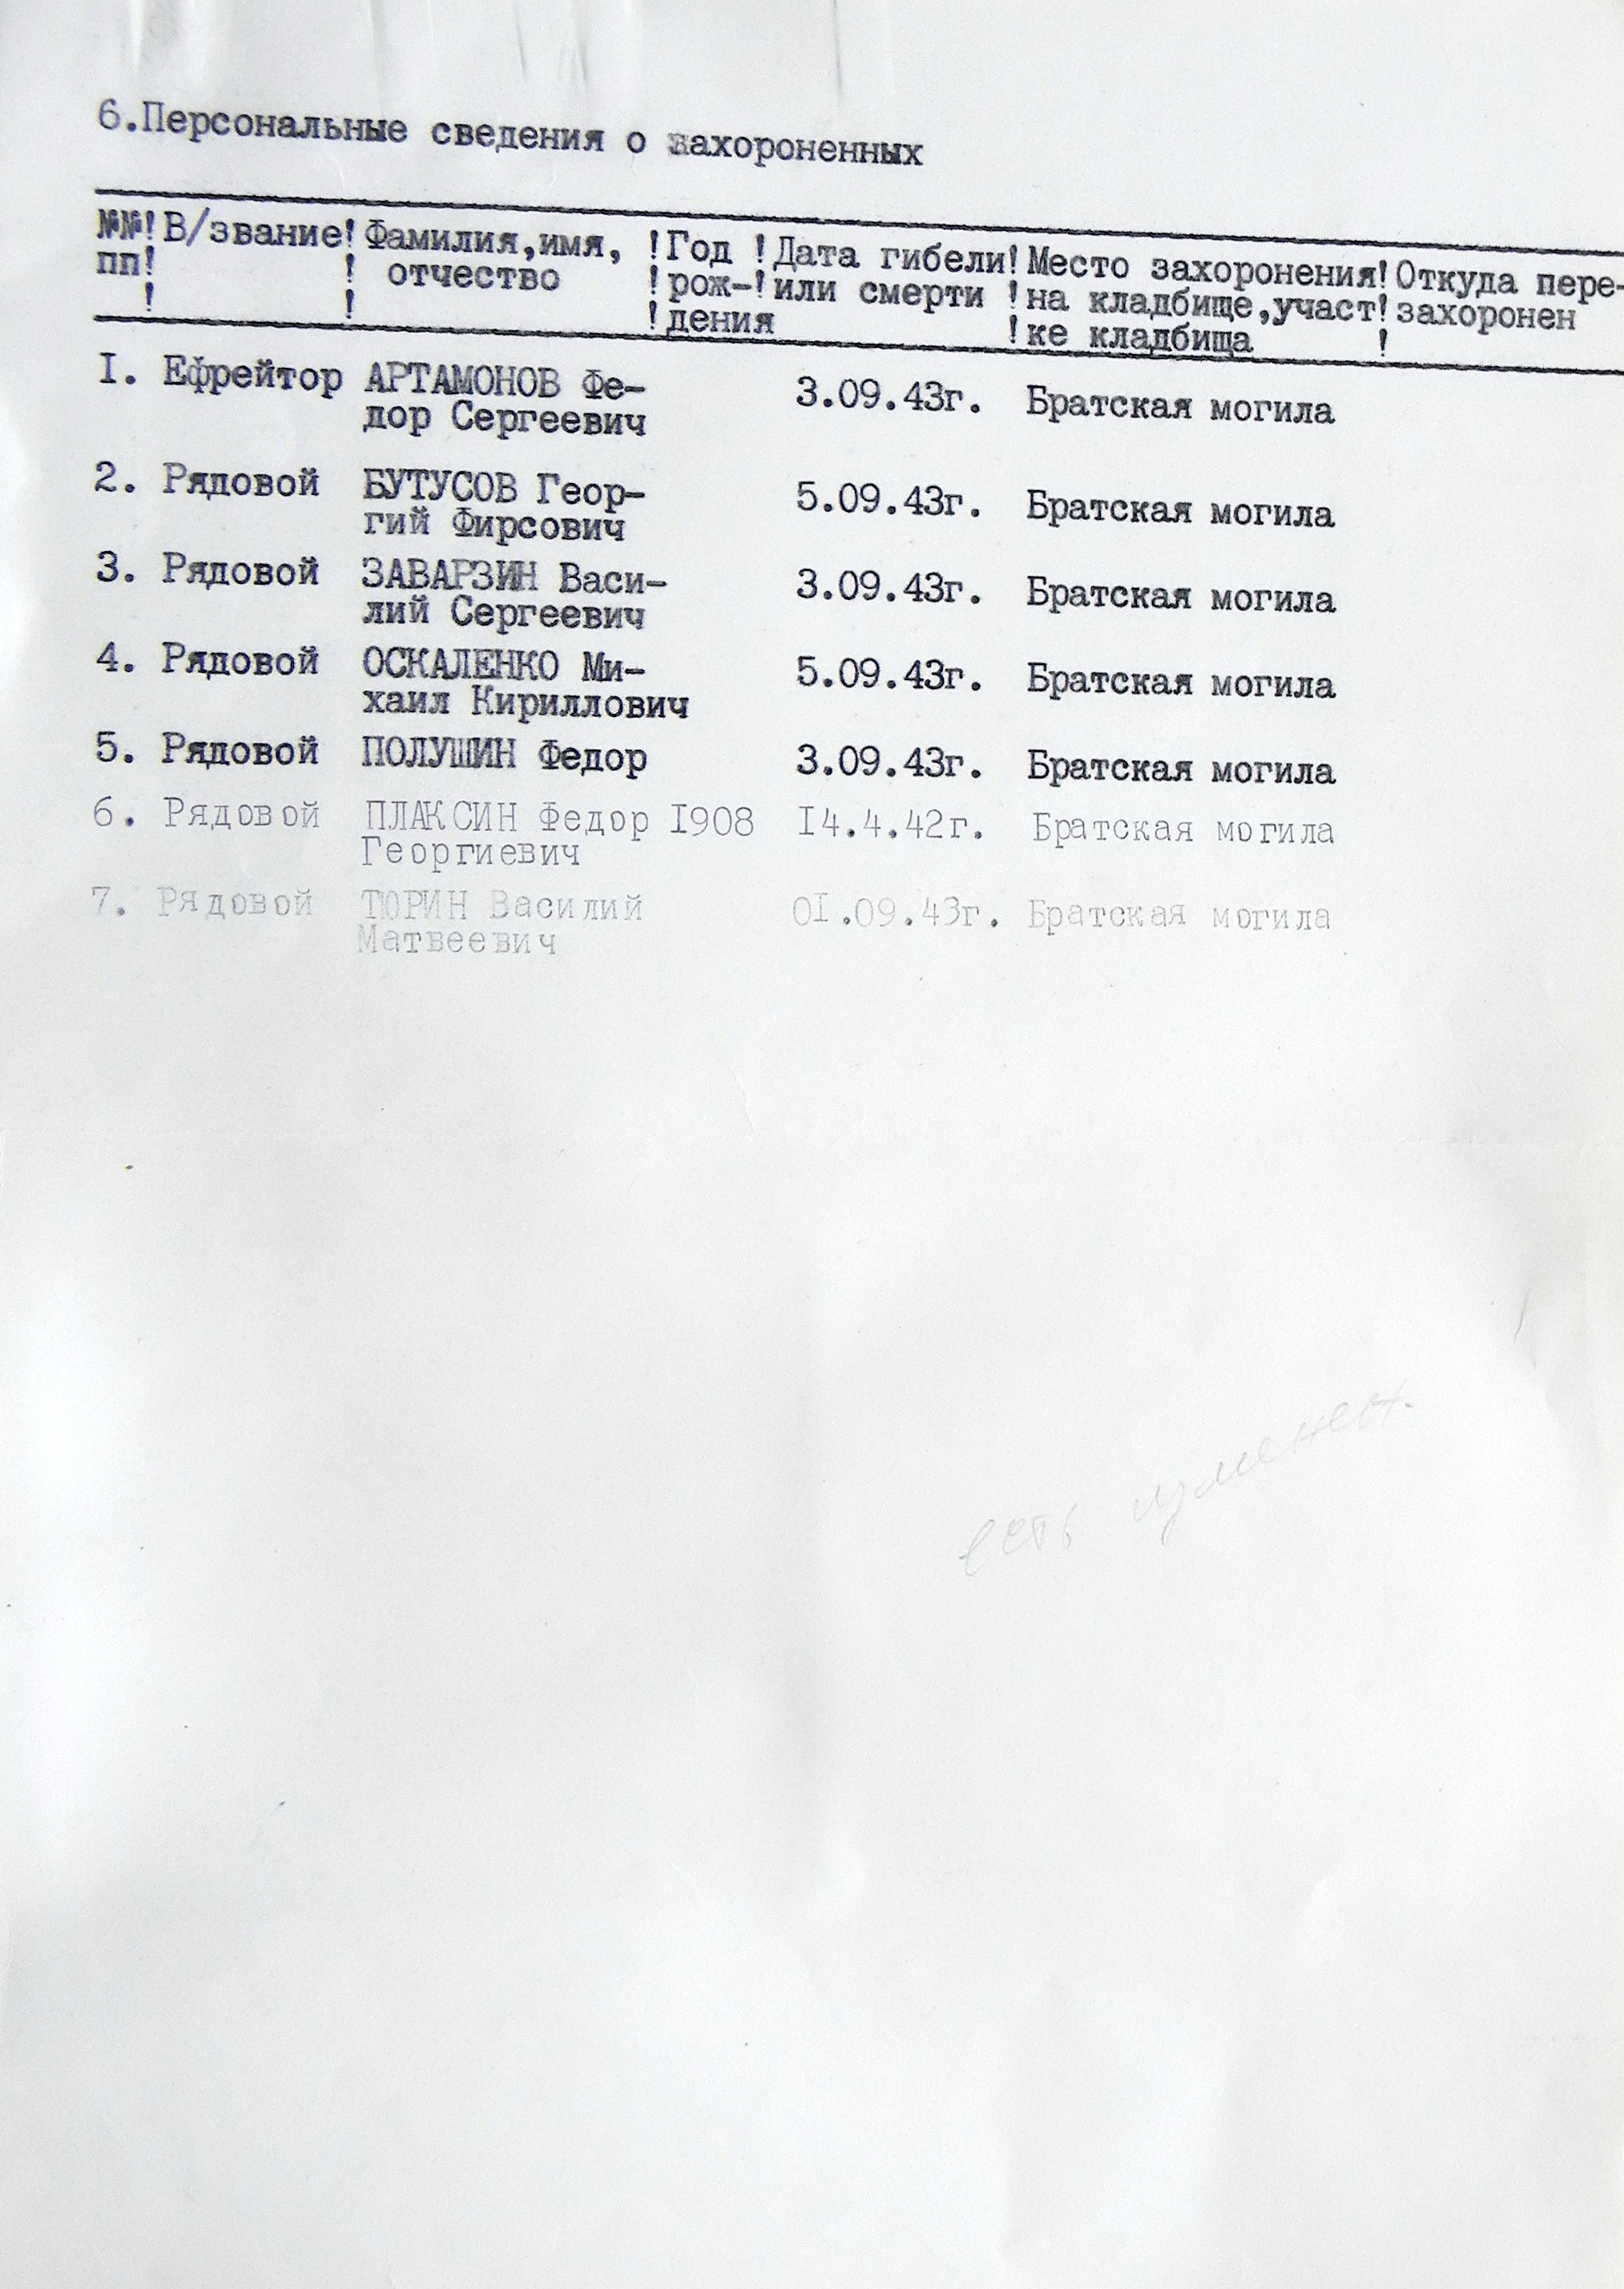 6.Персональные сведения о захороненных
№№!В/звание!Фамилия,имя, !Год !Дата гибели!Место захоронения!Откуда пере-
пп! ! отчество !рож-!или смерти !на кладбище,участ!захоронен
! ! !дения !ке кладбища !
I. Ефрейтор АРТАМОНОВ Фе- 3.09.43г. Братская могила
дор Сергеевич
2. Рядовой БУТУСОВ Геор- 5.09.43г. Братская могила
гий Фирсович
3. Рядовой ЗАВАРЗИН Васи- 3.09.43г. Братская могила
лий Сергеевич
4. Рядовой ОСКАЛЕНКО Ми- 5.09.43г. Братская могила
хаил Кириллович
5. Рядовой ПОЛУШИН Федор 3.09.43г. Братская могила
6. Рядовой ПЛАКСИН Федор I908 I4.4.42г. Братская могила
Георгиевич
7. Рядовой ТЮРИН Василий 0I.09.43г. Братская могила
Матвеевич
есть